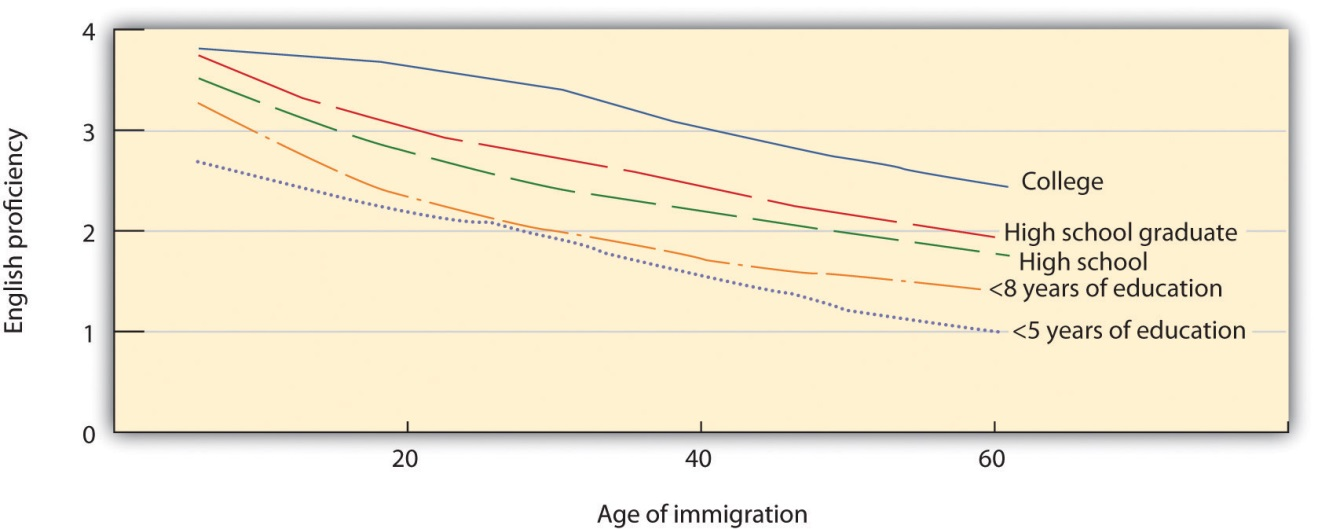 4
3
2
1
0
English proficiency
College
High school graduate
High school
<8 years of education
<5 years of education
20
40
60
Age of immigration